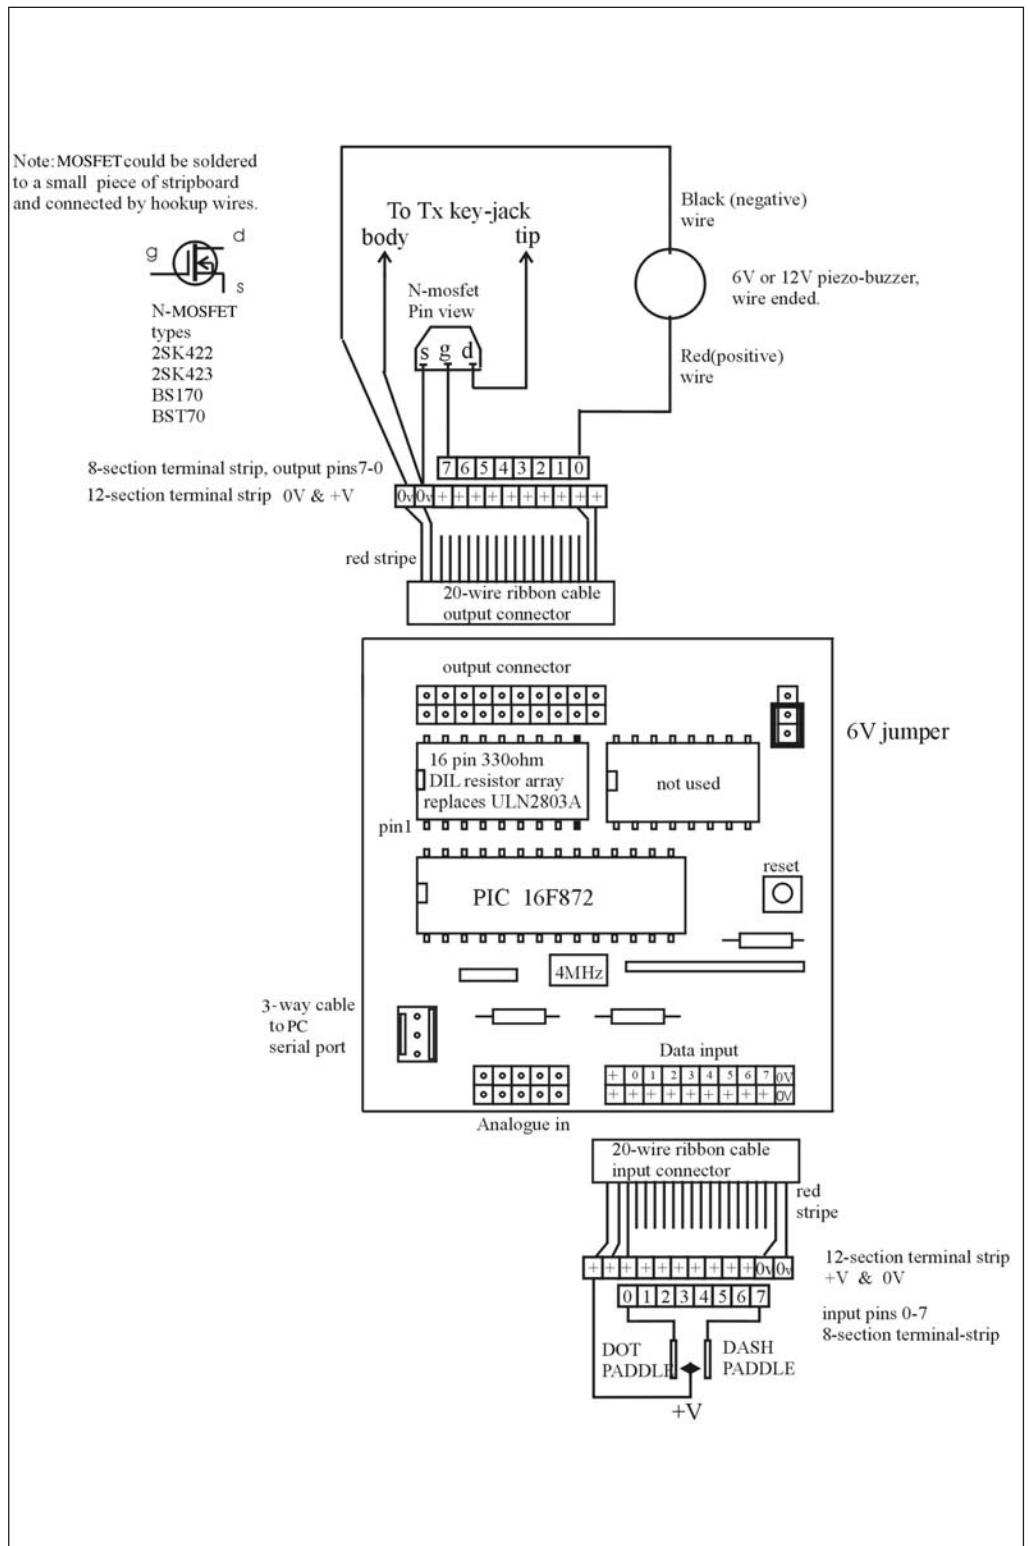 Note: MOSFET could be soldered
to a small piece of stripboard
and connected by hookup wires.
d
g
s
N-MOSFET
types
2SK422
2SK423
BS170
BST70
To Tx key-jack
body
tip
N-mosfet
Pin view
s g d
Black (negative)
wire
6V or 12V piezo-buzzer,
wire ended.
Red(positive)
wire
8-section terminal strip, output pins7-0
7 6 5 4 3 2 1 0
12-section terminal strip 0V & +V
0v 0v + + + + + + + + + +
red stripe
20-wire ribbon cable
output connector
output connector
6V jumper
16 pin 330ohm
DIL resistor array
replaces ULN2803A
not used
pin1
PIC 16F872
reset
4MHz
3-way cable
to PC
serial port
Data input
+ 0 1 2 3 4 5 6 7 0V
+ + + + + + + + + 0V
Analogue in
20-wire ribbon cable
input connector
red
stripe
12-section terminal strip
+V & 0V
+ + + + + + + + + + 0v 0v
0 1 2 3 4 5 6 7
input pins 0-7
8-section terminal-strip
DOT
PADDLE
DASH
PADDLE
+V